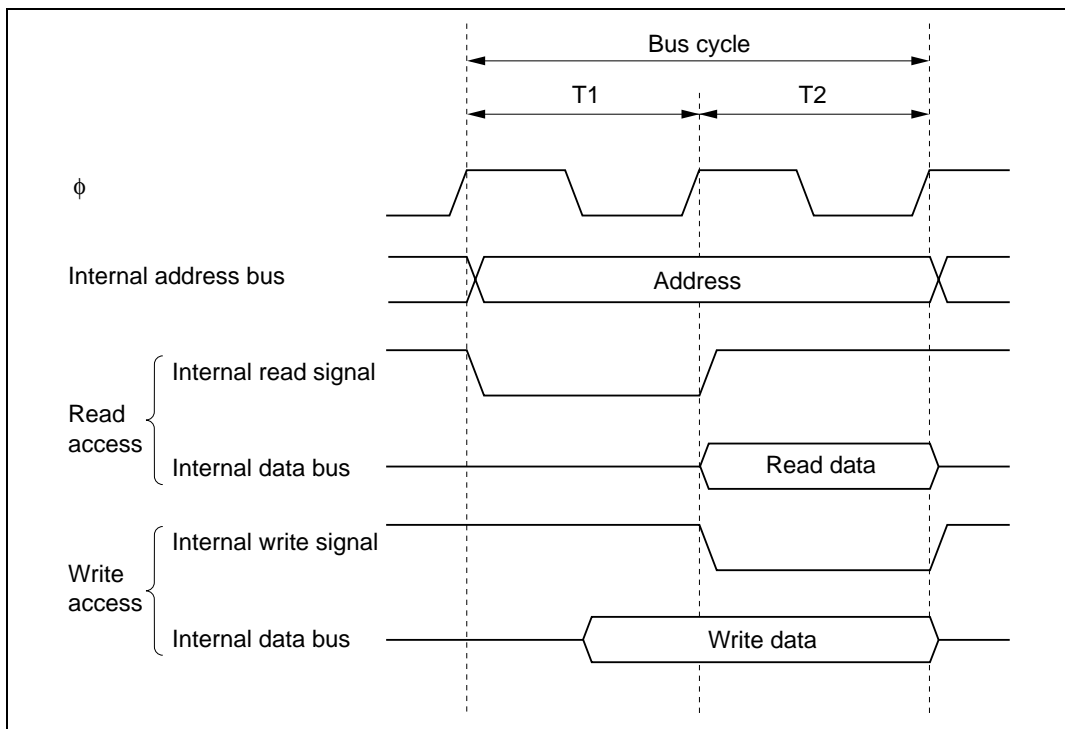 Bus cycle
T1 T2
ϕ
Internal address bus Address
Internal read signal
Read
access
Internal data bus Read data
Internal write signal
Write
access
Internal data bus Write data